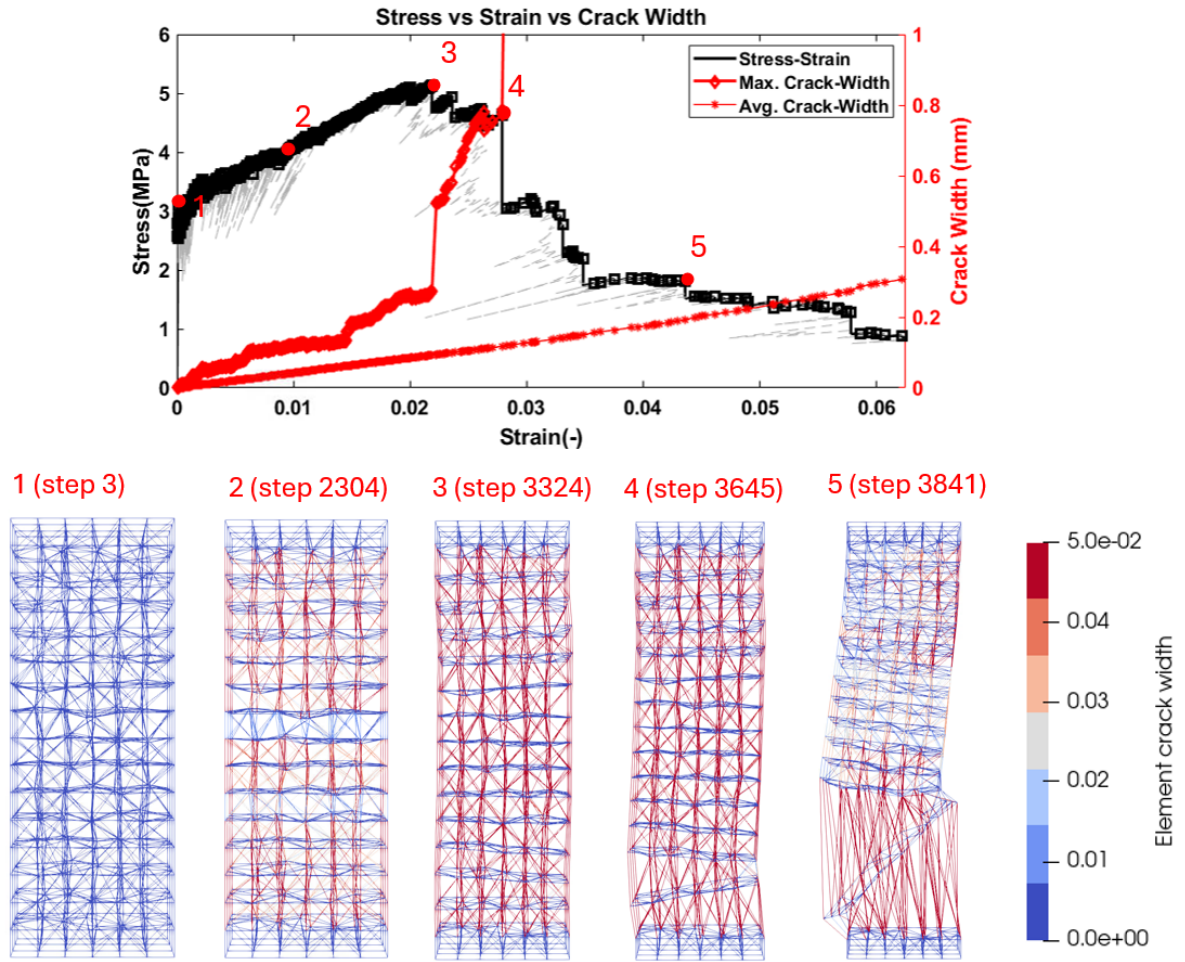 Stress vs Strain vs Crack Width
6
5
4
3
2
1
0
Stress(MPa)
1
2
3
4
5
Stress-Strain
Max. Crack-Width
Avg. Crack-Width
1
0.8
0.6
0.4
0.2
0
Crack Width (mm)
0
0.01
0.02
0.03
0.04
0.05
0.06
Strain(-)
1 (step 3)
2 (step 2304)
3 (step 3324)
4 (step 3645)
5 (step 3841)
5.0e-02
0.04
0.03
0.02
0.01
0.0e+00
Element crack width